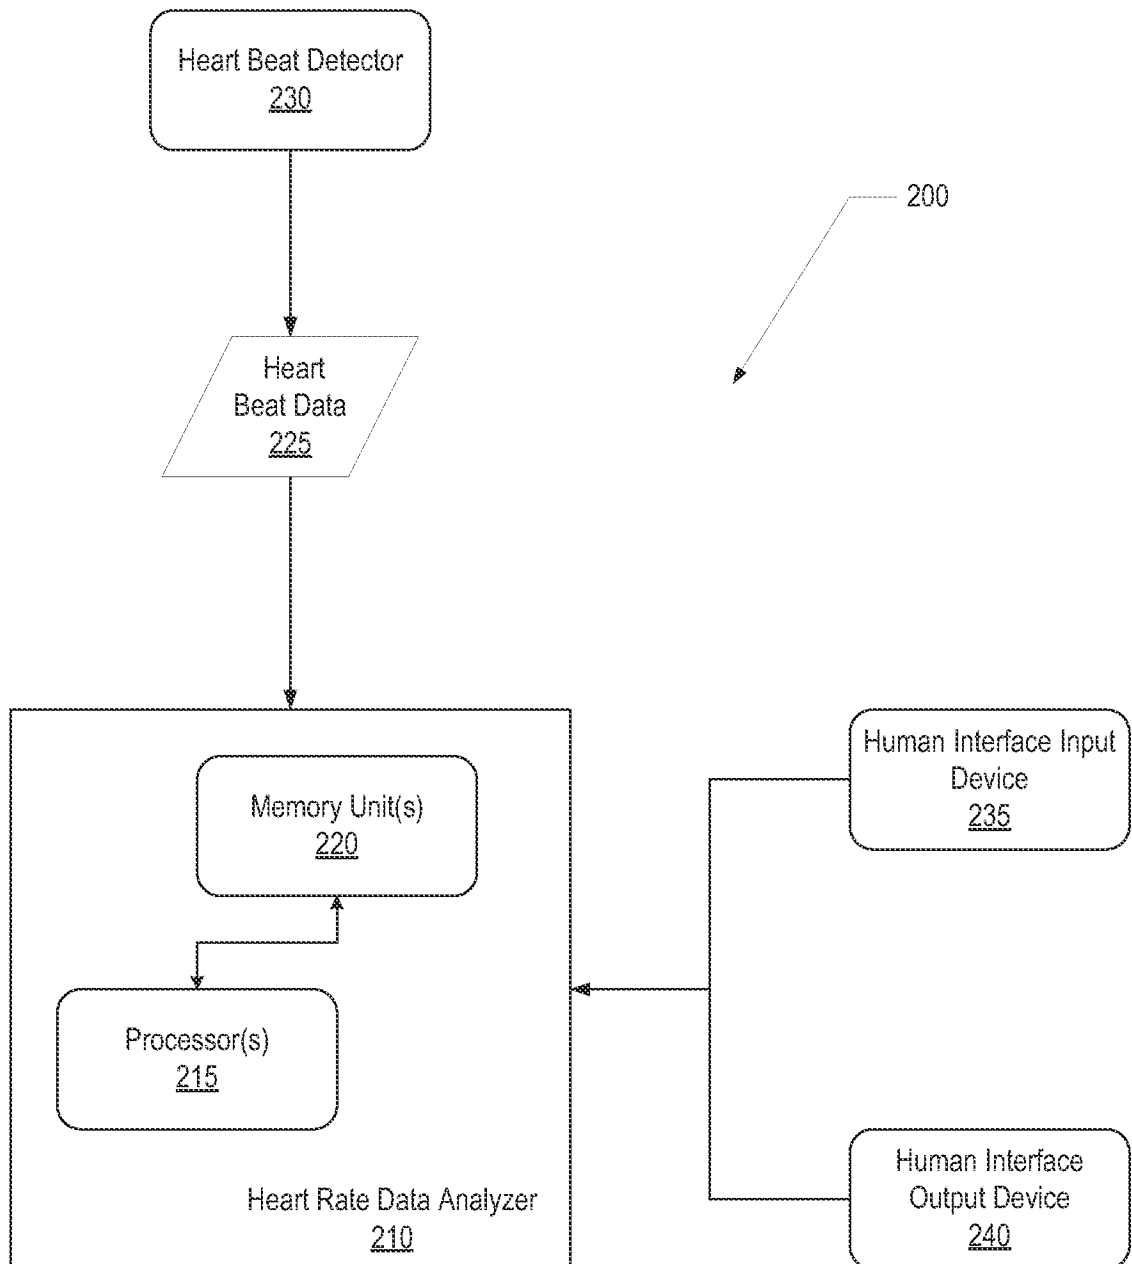 Heart Beat Detector
230
200
Heart
Beat Data
225
Memory Unit(s)
220
Processor(s)
215
Heart Rate Data Analyzer
210
Human Interface Input
Device
235
Human Interface
Output Device
240